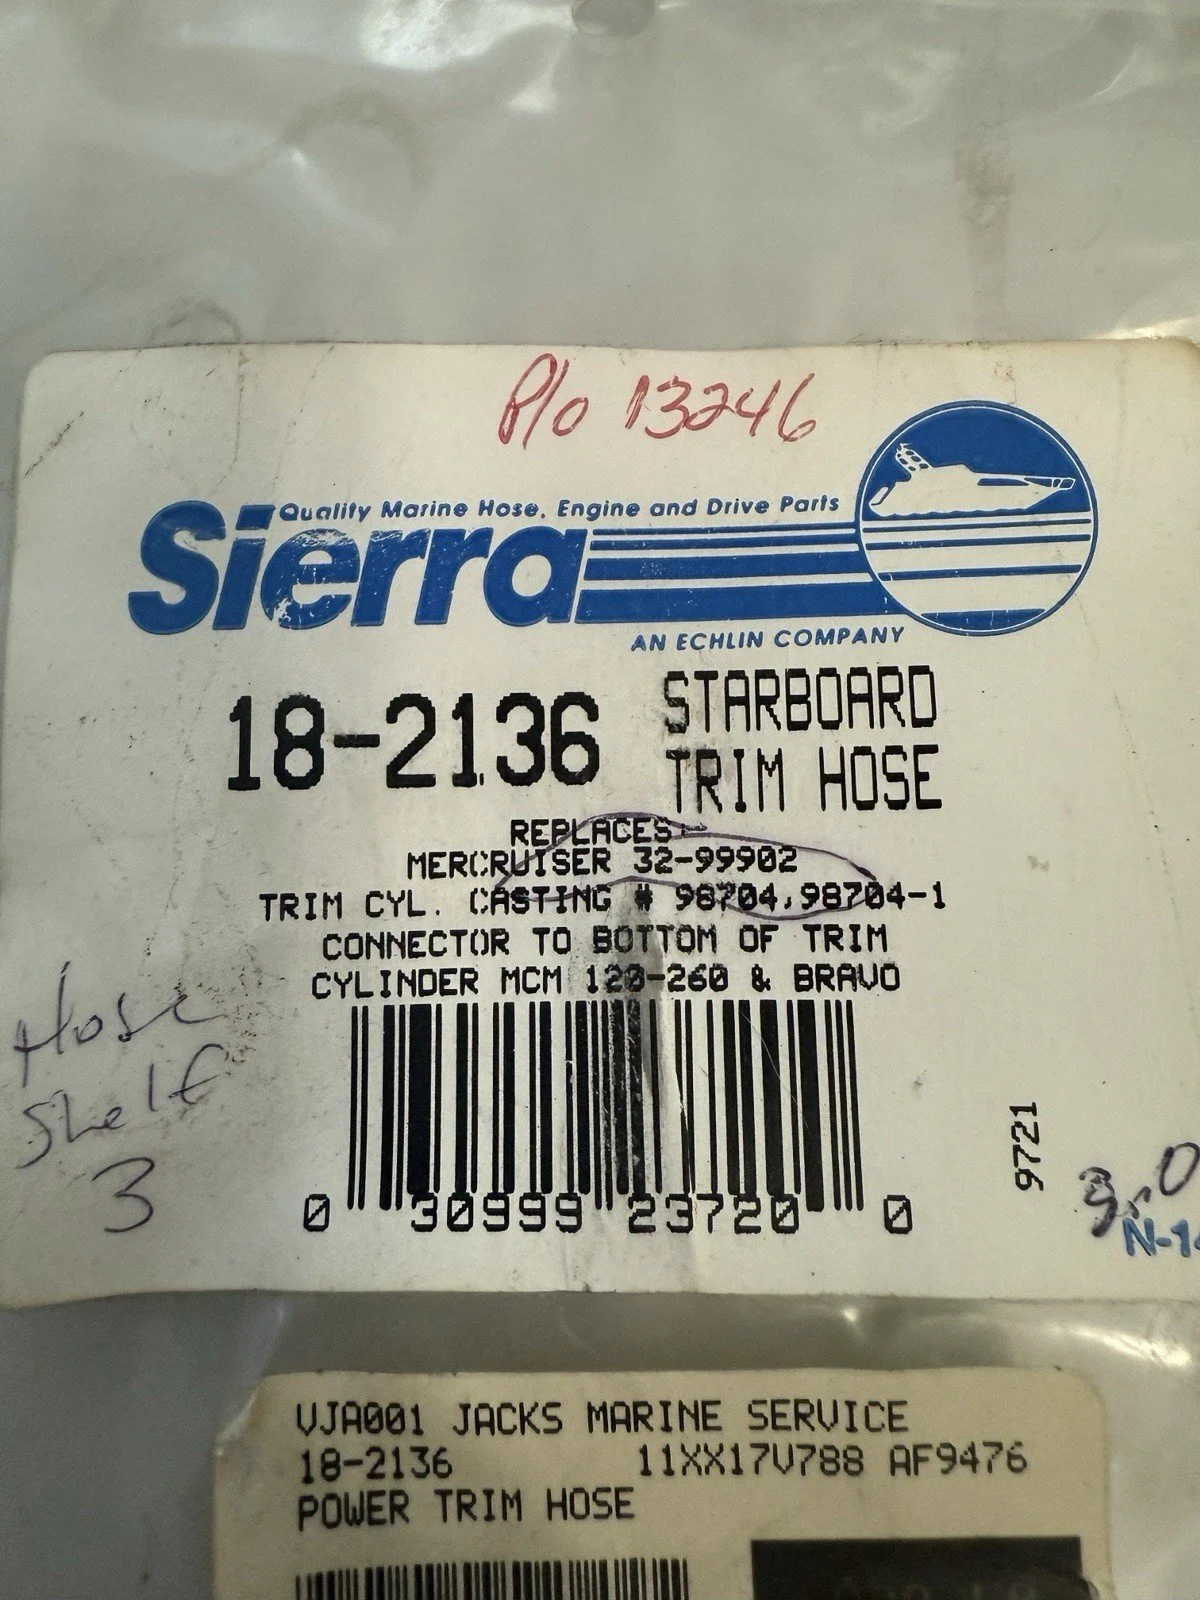 P/o 13246
Quality Marine Hose, Engine and Drive Parts
Sierra
AN ECHLIN COMPANY
18-2136
STARBOARD
TRIM HOSE
REPLACES:
MERCRUISER 32-99902
TRIM CYL. CASTING # 98704,98704-1
CONNECTOR TO BOTTOM OF TRIM
CYLINDER MCM 120-260 & BRAVO
Hose
Shelf
3
0 30999 23720 0
9721
N-14
VJA001 JACKS MARINE SERVICE
18-2136 11XX17V788 AF9476
POWER TRIM HOSE